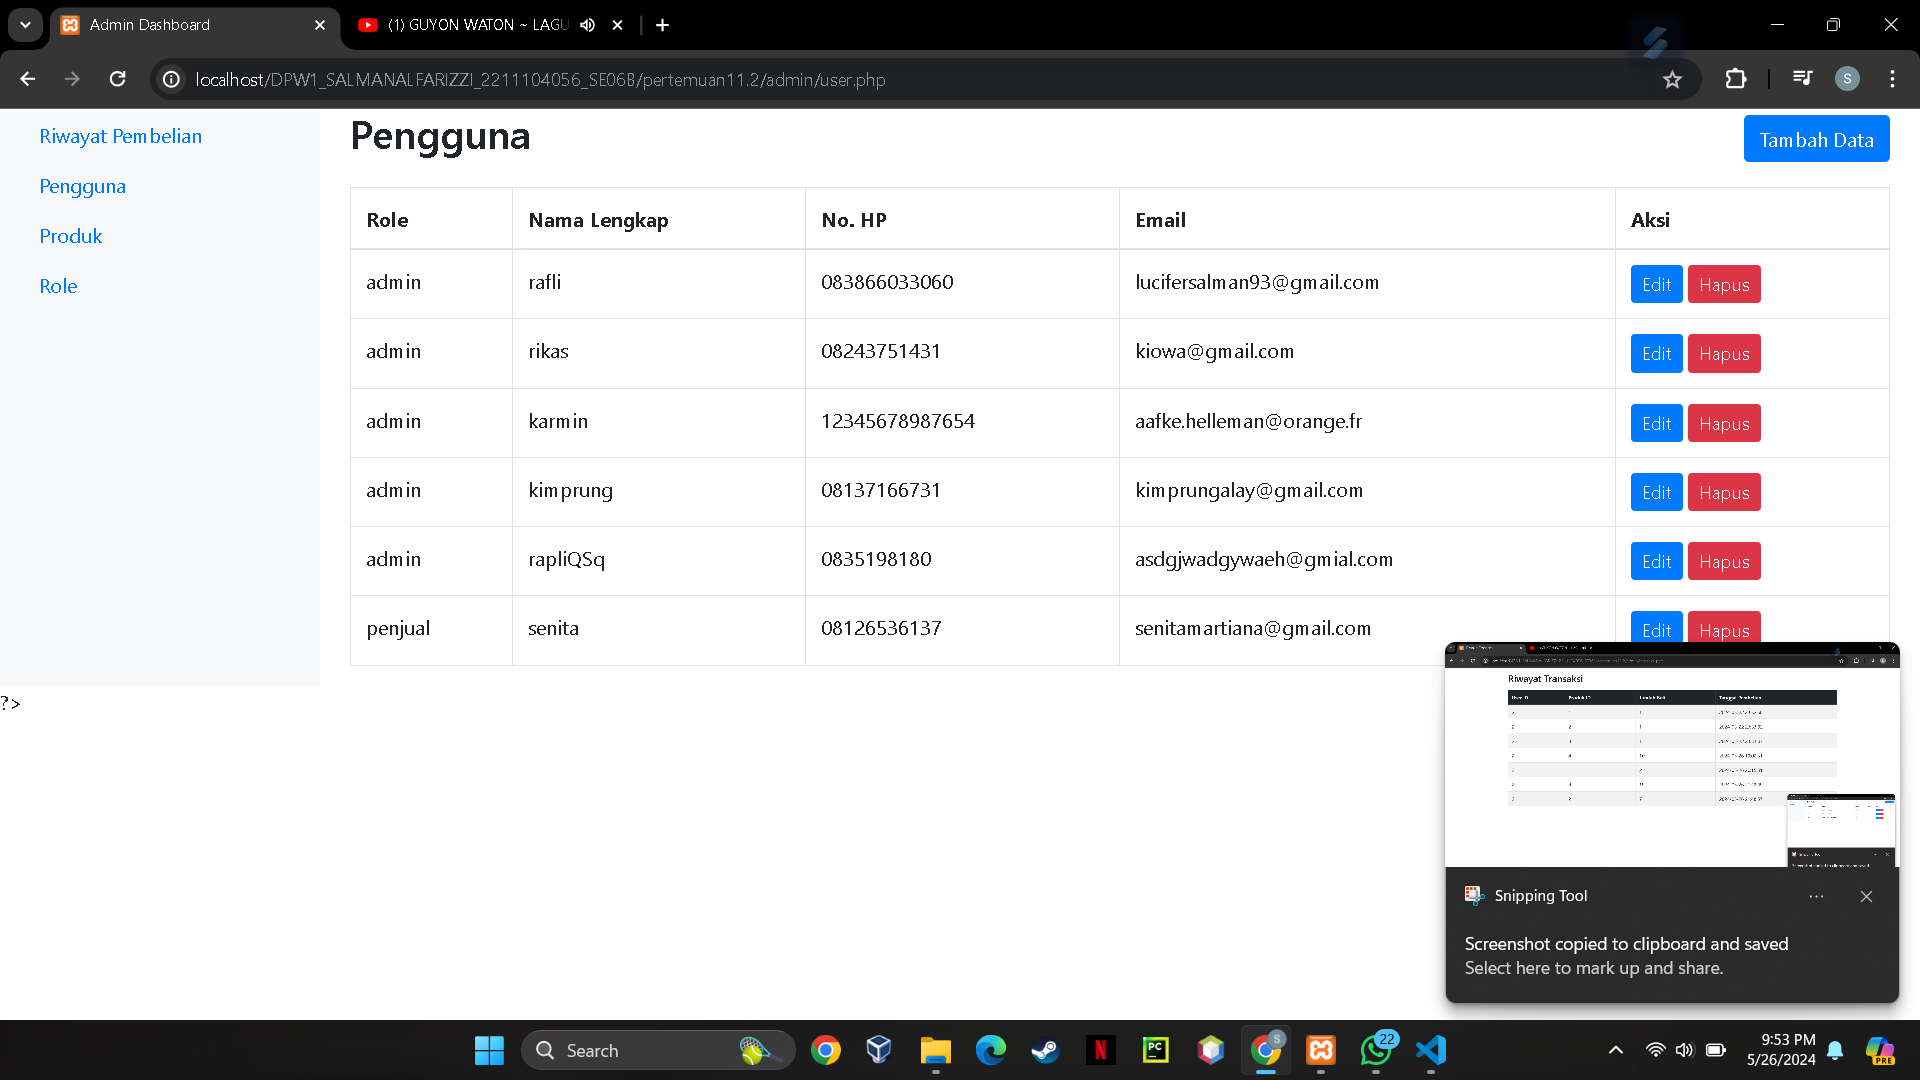 Admin Dashboard
(1) GUYON WATON ~ LAGU
localhost/DPW1_SALMANALFARIZZI_2211104056_SE06B/pertemuan11.2/admin/user.php
S
Riwayat Pembelian
Pengguna
Produk
Role
Pengguna
Tambah Data
Role Nama Lengkap No. HP Email Aksi
admin rafli 083866033060 lucifersalman93@gmail.com Edit Hapus
admin rikas 08243751431 kiowa@gmail.com Edit Hapus
admin karmin 12345678987654 aafke.helleman@orange.fr Edit Hapus
admin kimprung 08137166731 kimprungalay@gmail.com Edit Hapus
admin rapliQSq 0835198180 asdgjwadgywaeh@gmial.com Edit Hapus
penjual senita 08126536137 senitamartiana@gmail.com Edit Hapus
?>
Riwayat Transaksi
Snipping Tool
Screenshot copied to clipboard and saved
Select here to mark up and share.
Search
N
PC
S
22
9:53 PM
5/26/2024
PRE